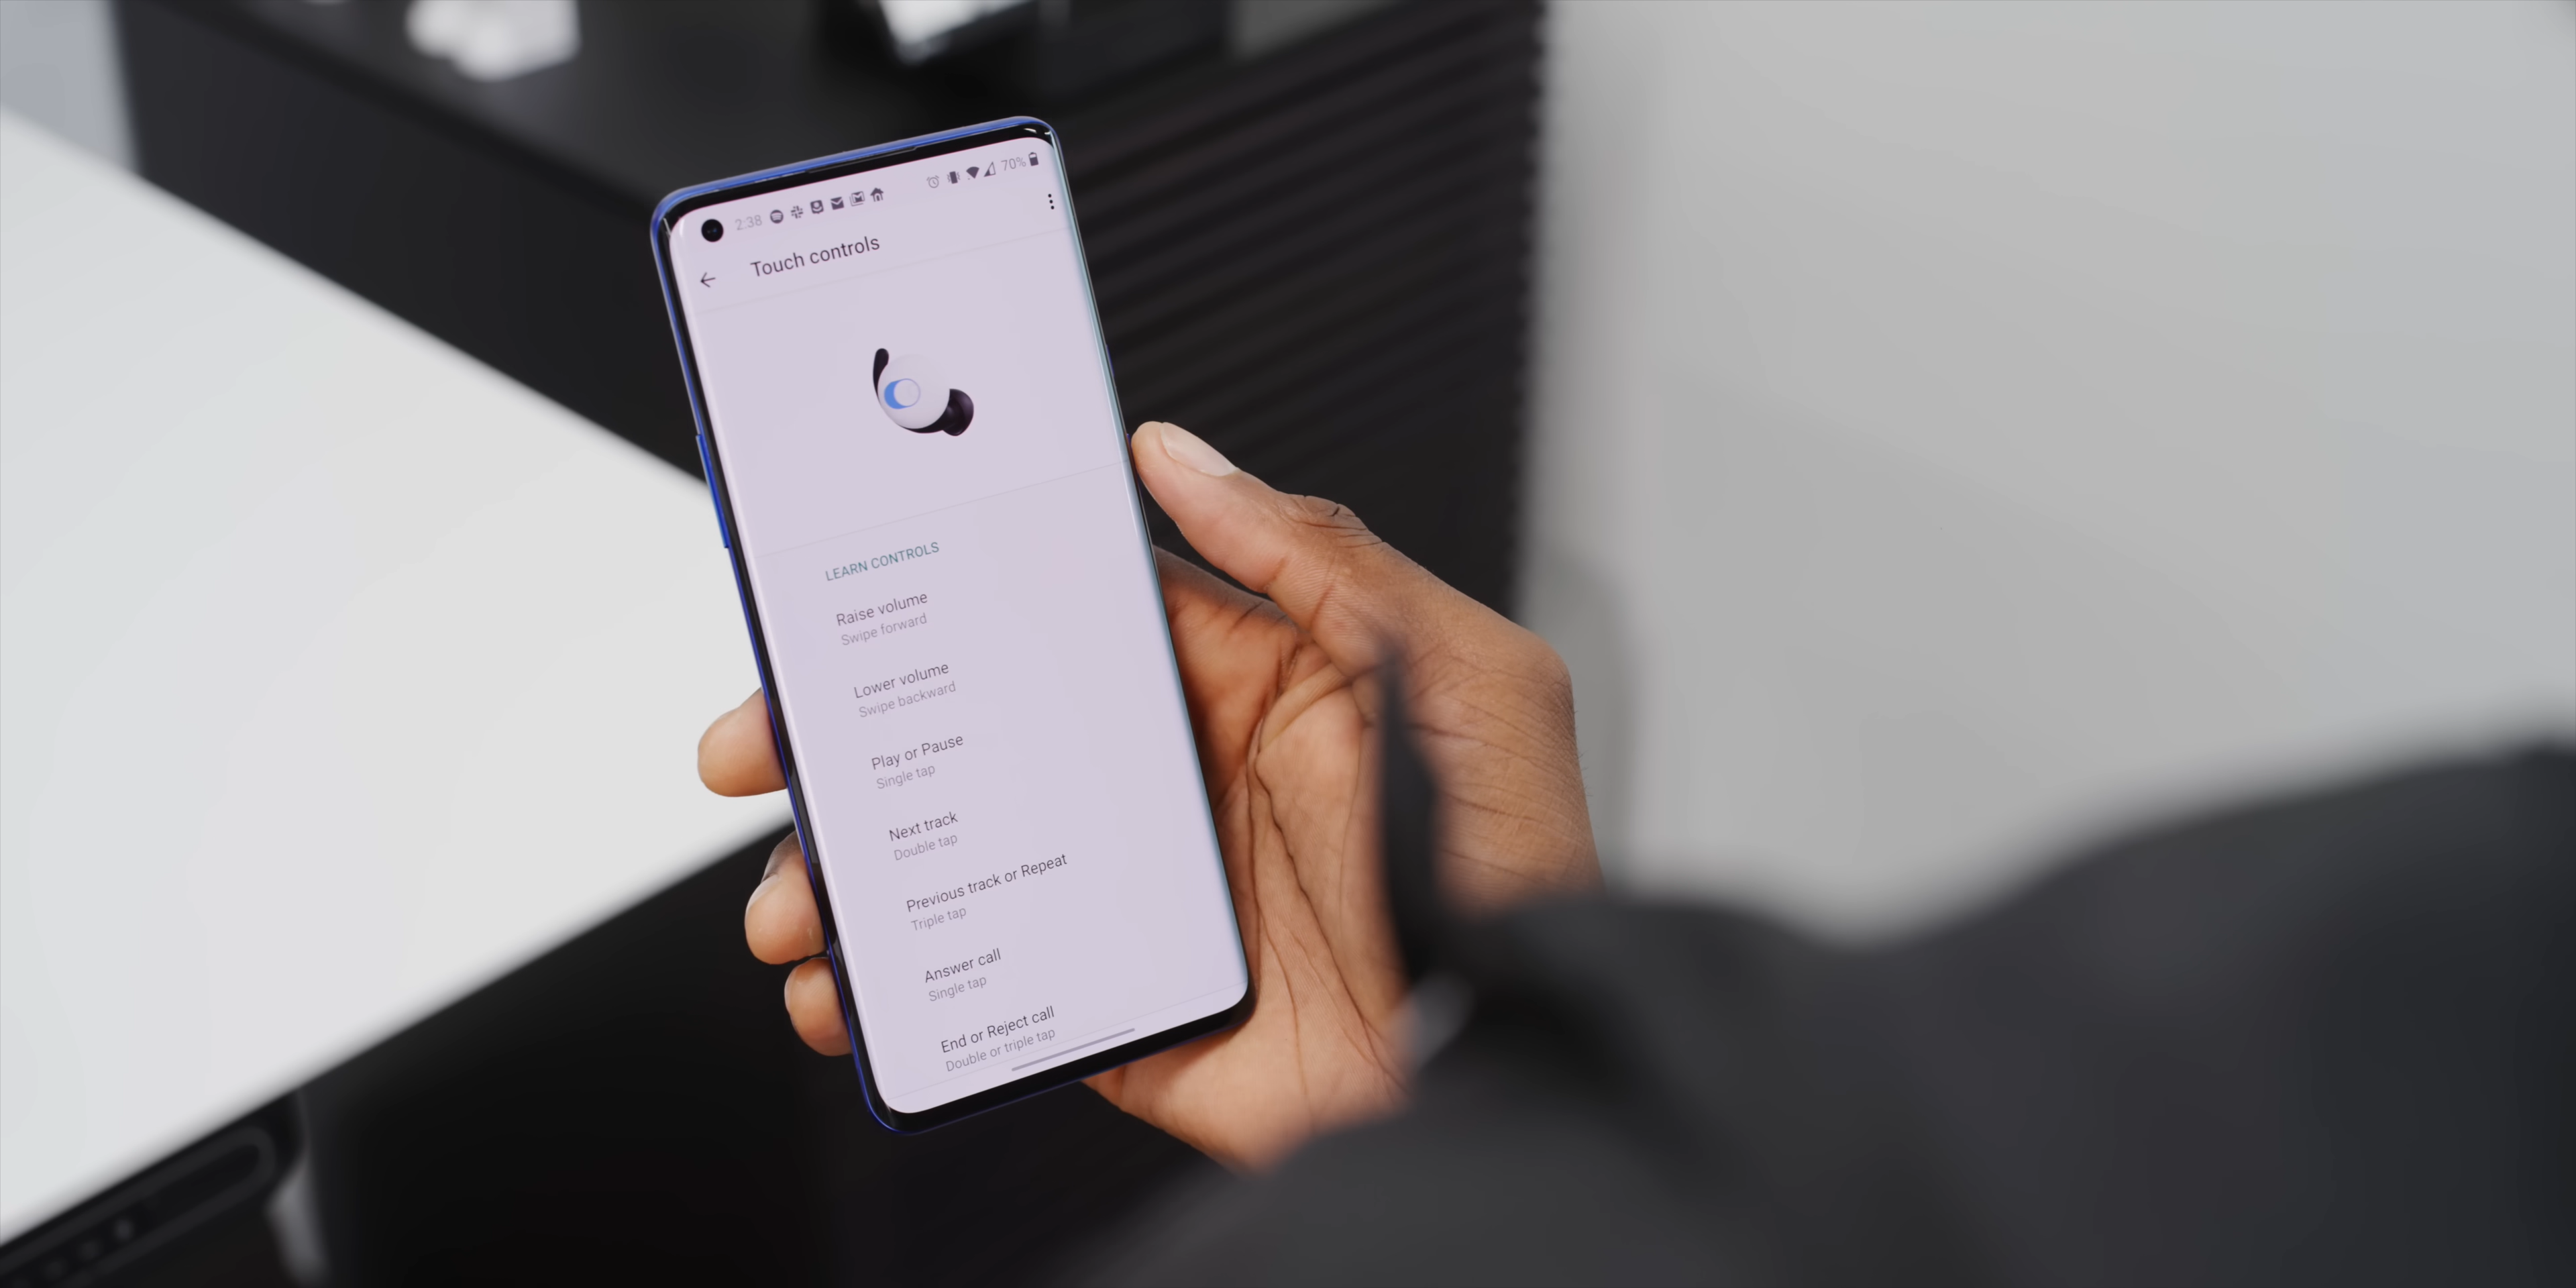 2:38
70%
Touch controls
LEARN CONTROLS
Raise volume
Swipe forward
Lower volume
Swipe backward
Play or Pause
Single tap
Next track
Double tap
Previous track or Repeat
Triple tap
Answer call
Single tap
End or Reject call
Double or triple tap